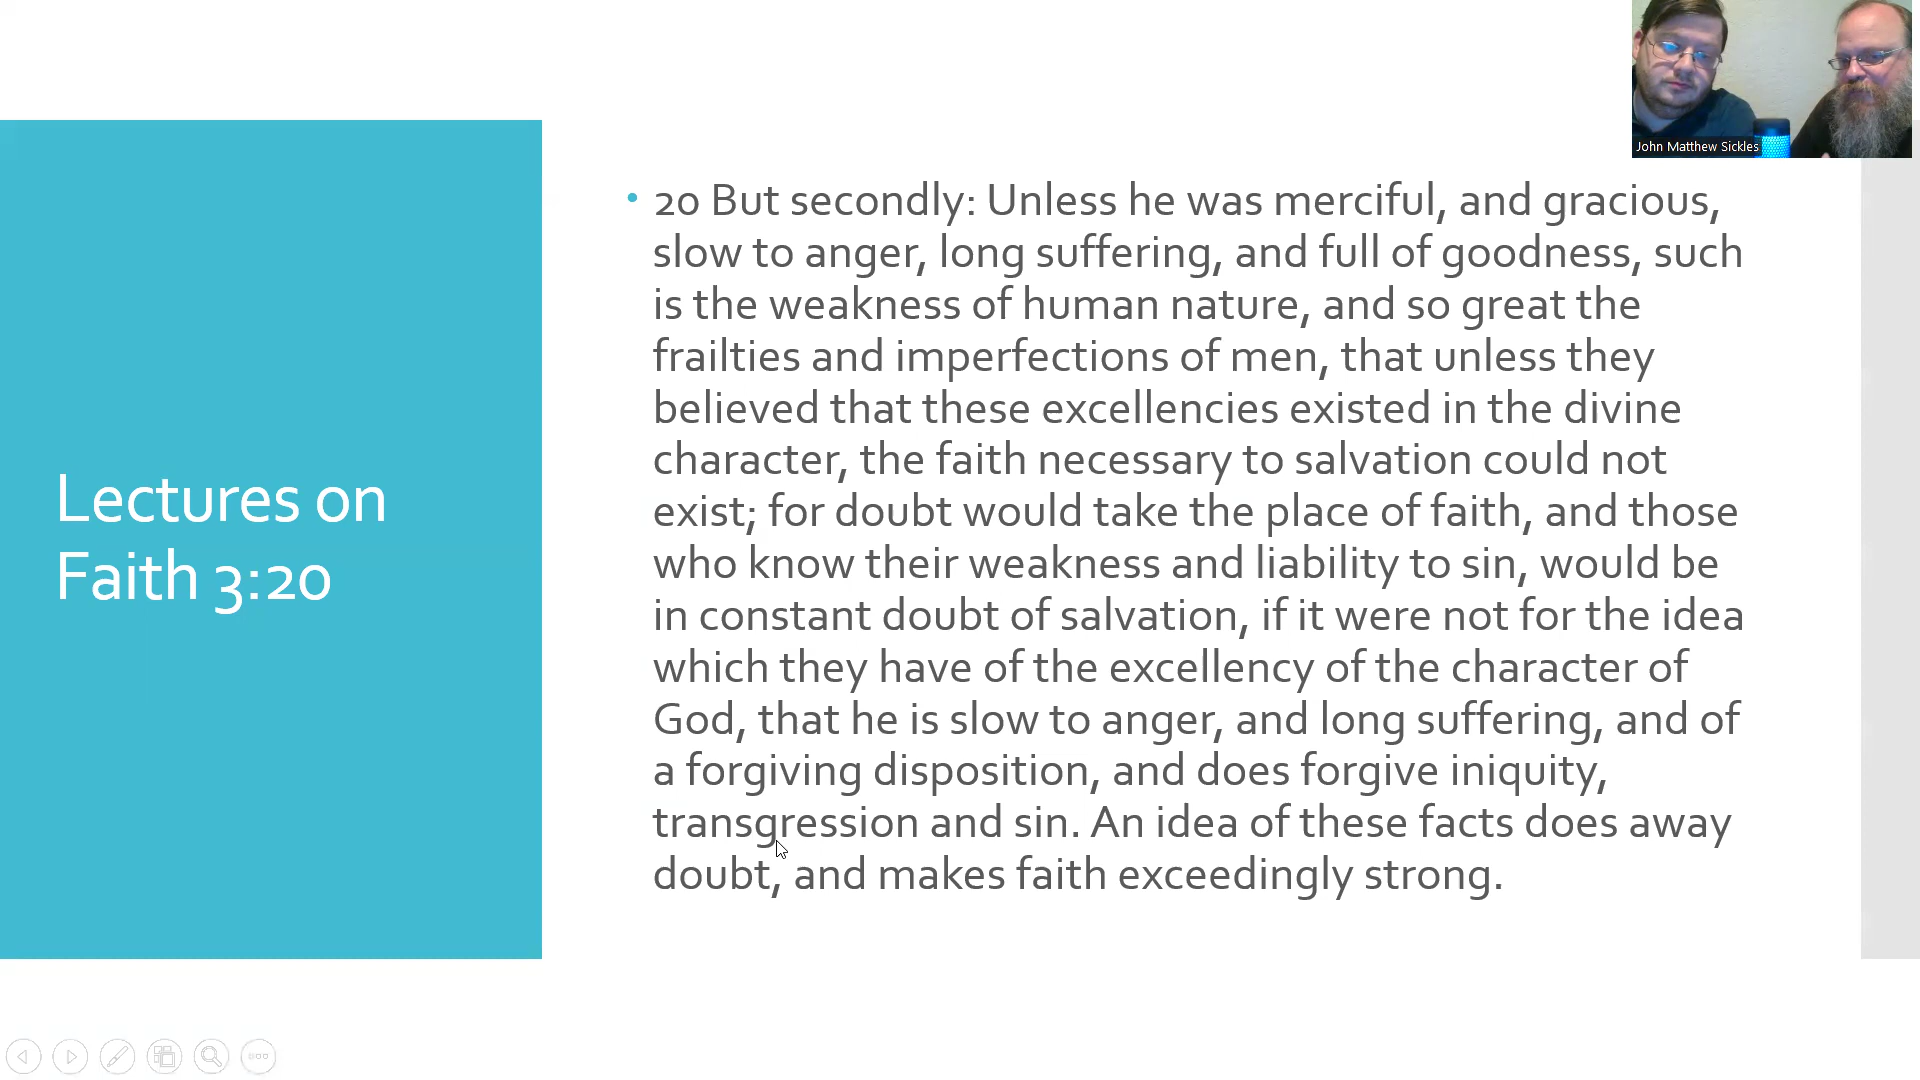 John Matthew Sickles
Lectures on
Faith 3:20
• 20 But secondly: Unless he was merciful, and gracious,
slow to anger, long suffering, and full of goodness, such
is the weakness of human nature, and so great the
frailties and imperfections of men, that unless they
believed that these excellencies existed in the divine
character, the faith necessary to salvation could not
exist; for doubt would take the place of faith, and those
who know their weakness and liability to sin, would be
in constant doubt of salvation, if it were not for the idea
which they have of the excellency of the character of
God, that he is slow to anger, and long suffering, and of
a forgiving disposition, and does forgive iniquity,
transgression and sin. An idea of these facts does away
doubt, and makes faith exceedingly strong.